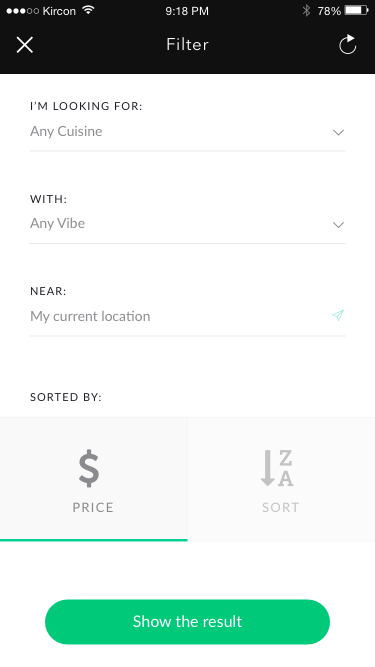 Kircon 9:18 PM 78%
Filter
I'M LOOKING FOR:
Any Cuisine
WITH:
Any Vibe
NEAR:
My current location
SORTED BY:
$ Z
A
PRICE SORT
Show the result